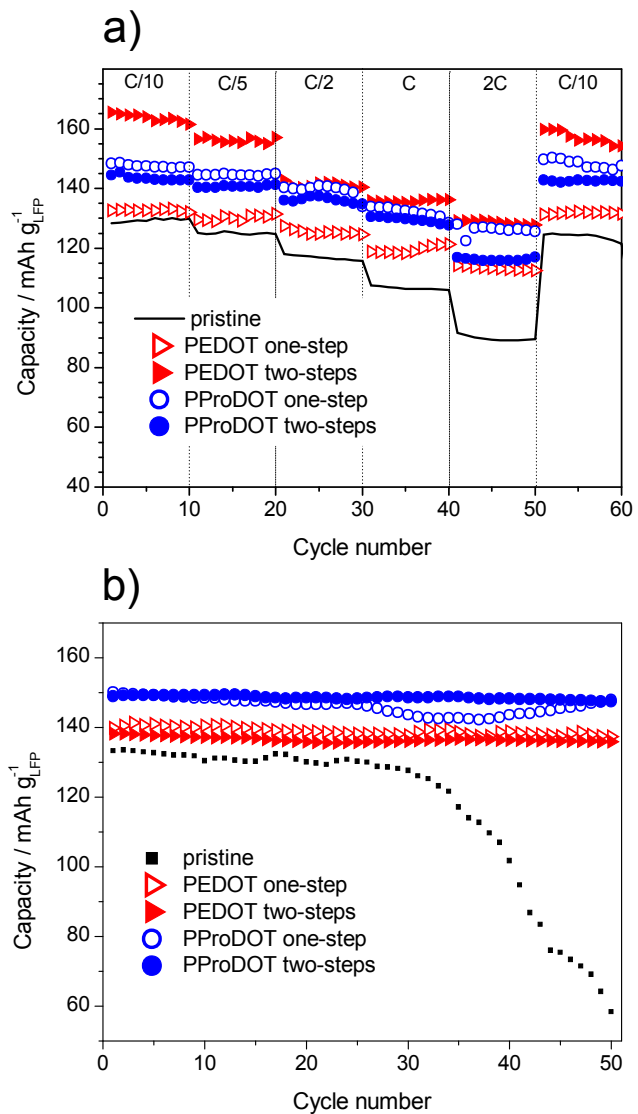 a)
C/10 C/5 C/2 C 2C C/10
160
140
120
100
80
60
40
Capacity / mAh g⁻¹LFP
pristine
PEDOT one-step
PEDOT two-steps
PProDOT one-step
PProDOT two-steps
0 10 20 30 40 50 60
Cycle number
b)
160
140
120
100
80
60
Capacity / mAh g⁻¹LFP
pristine
PEDOT one-step
PEDOT two-steps
PProDOT one-step
PProDOT two-steps
0 10 20 30 40 50
Cycle number